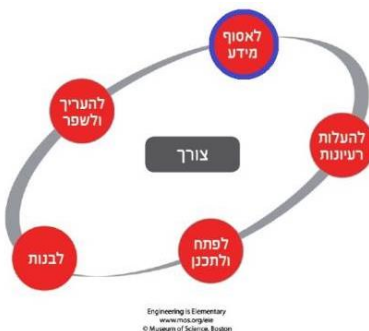 לאסוף
מידע
להעלות
רעיונות
לפתח
ולתכנן
לבנות
להעריך
ולשפר
צורך
Engineering is Elementary
www.mos.org/eie
© Museum of Science, Boston